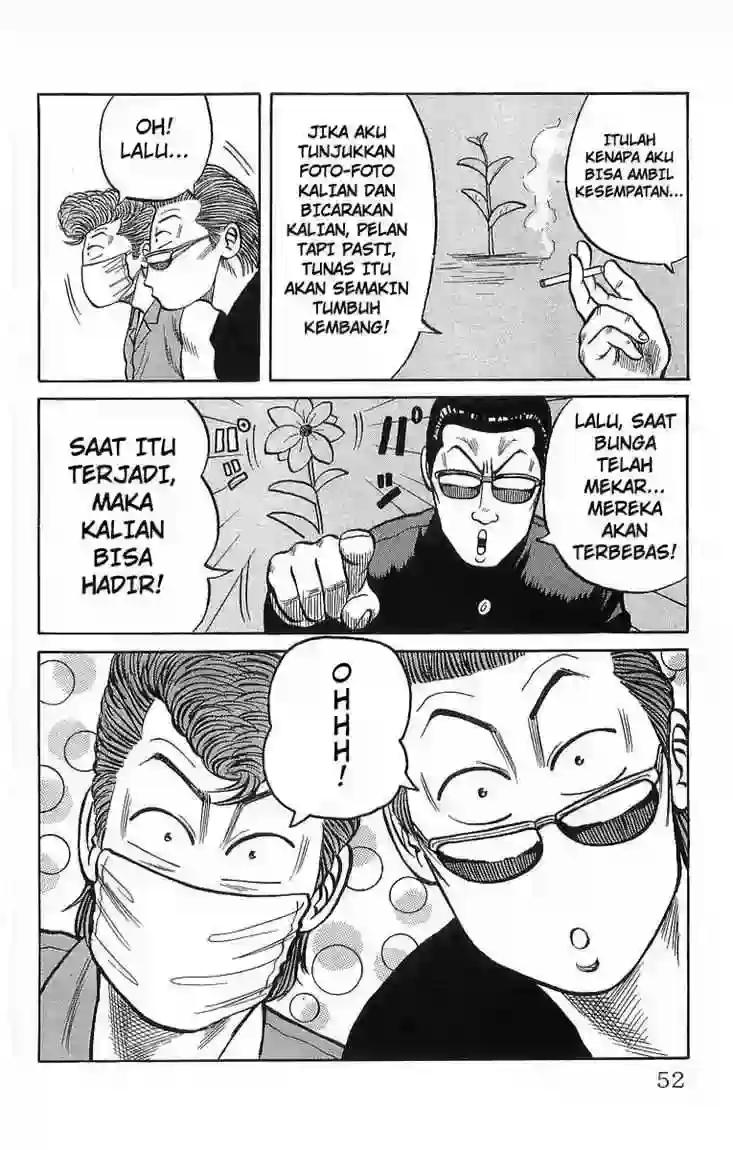 ITULAH
KENAPA AKU
BISA AMBIL
KESEMPATAN...
JIKA AKU
TUNJUKKAN
FOTO-FOTO
KALIAN DAN
BICARAKAN
KALIAN, PELAN
TAPI PASTI,
TUNAS ITU
AKAN SEMAKIN
TUMBUH
KEMBANG!
OH!
LALU...
LALU, SAAT
BUNGA
TELAH
MEKAR...
MEREKA
AKAN
TERBEBAS!
SAAT ITU
TERJADI,
MAKA
KALIAN
BISA
HADIR!
OHHH!
52